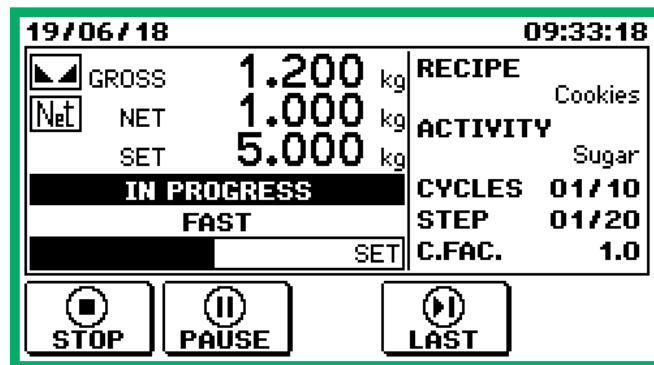 19/06/18 09:33:18
GROSS 1.200 kg
Net NET 1.000 kg
SET 5.000 kg
IN PROGRESS
FAST
SET
RECIPE
Cookies
ACTIVITY
Sugar
CYCLES 01/10
STEP 01/20
C.FAC. 1.0
STOP PAUSE LAST